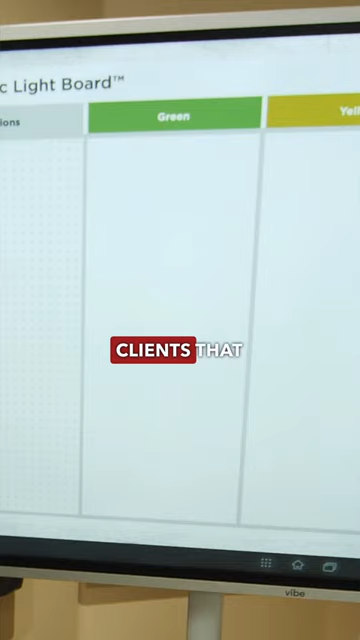 c Light Board™
ions
Green
Yell
CLIENTS THAT
vibe